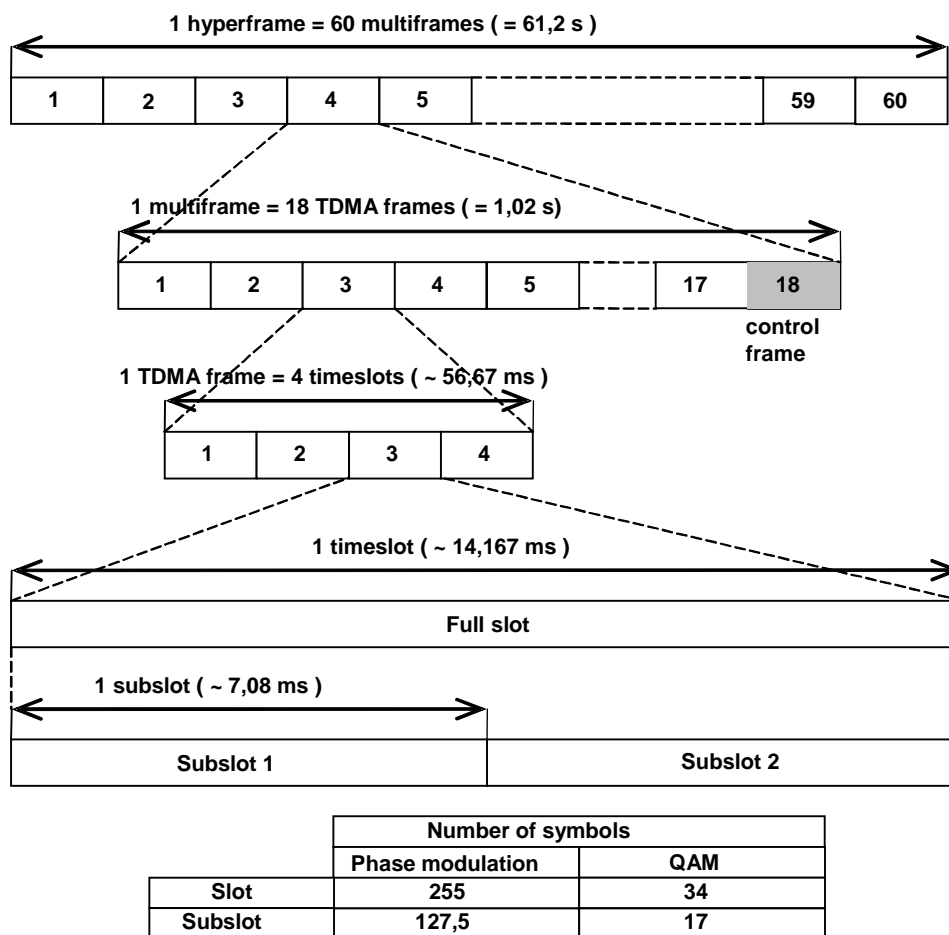 1 hyperframe = 60 multiframes ( = 61,2 s )
1 2 3 4 5 59 60
1 multiframe = 18 TDMA frames ( = 1,02 s)
1 2 3 4 5 17 18
control
frame
1 TDMA frame = 4 timeslots ( ~ 56,67 ms )
1 2 3 4
1 timeslot ( ~ 14,167 ms )
Full slot
1 subslot ( ~ 7,08 ms )
Subslot 1 Subslot 2
Number of symbols
Phase modulation QAM
Slot 255 34
Subslot 127,5 17